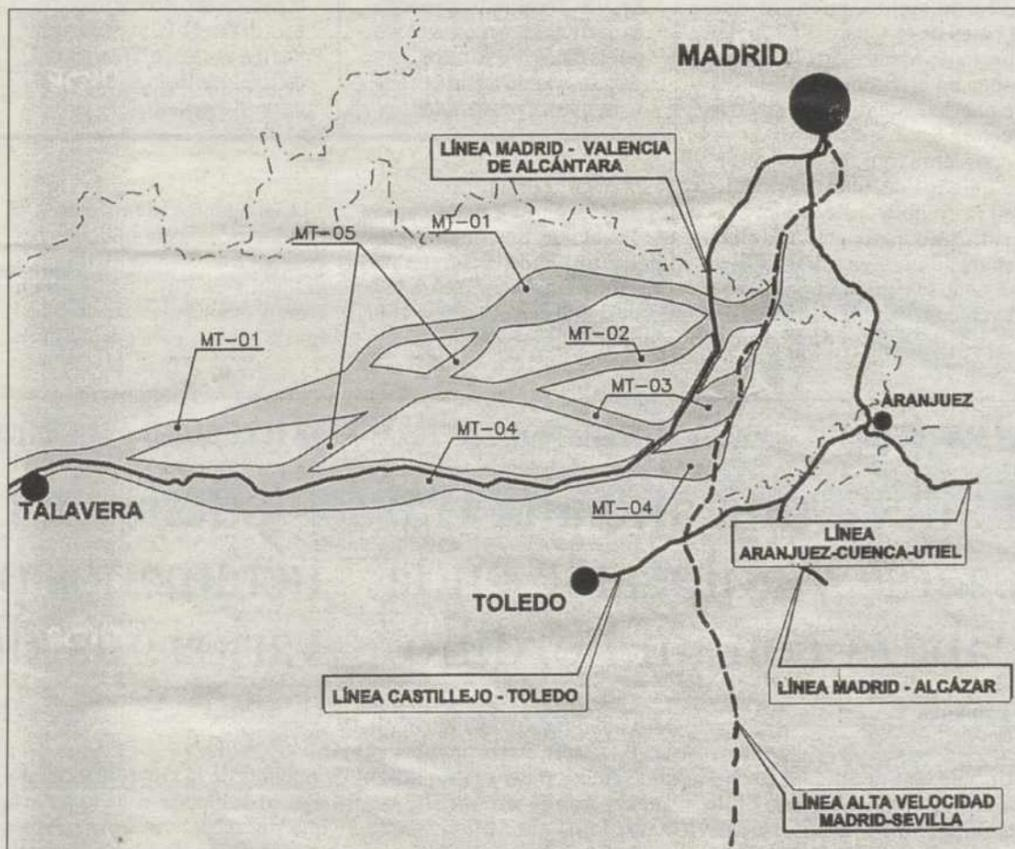 MADRID
LÍNEA MADRID - VALENCIA
DE ALCÁNTARA
MT-05
MT-01
MT-01
MT-02
MT-03
ARANJUEZ
MT-04
TALAVERA
MT-04
LÍNEA
ARANJUEZ-CUENCA-UTIEL
TOLEDO
LÍNEA CASTILLEJO - TOLEDO
LÍNEA MADRID - ALCÁZAR
LÍNEA ALTA VELOCIDAD
MADRID-SEVILLA